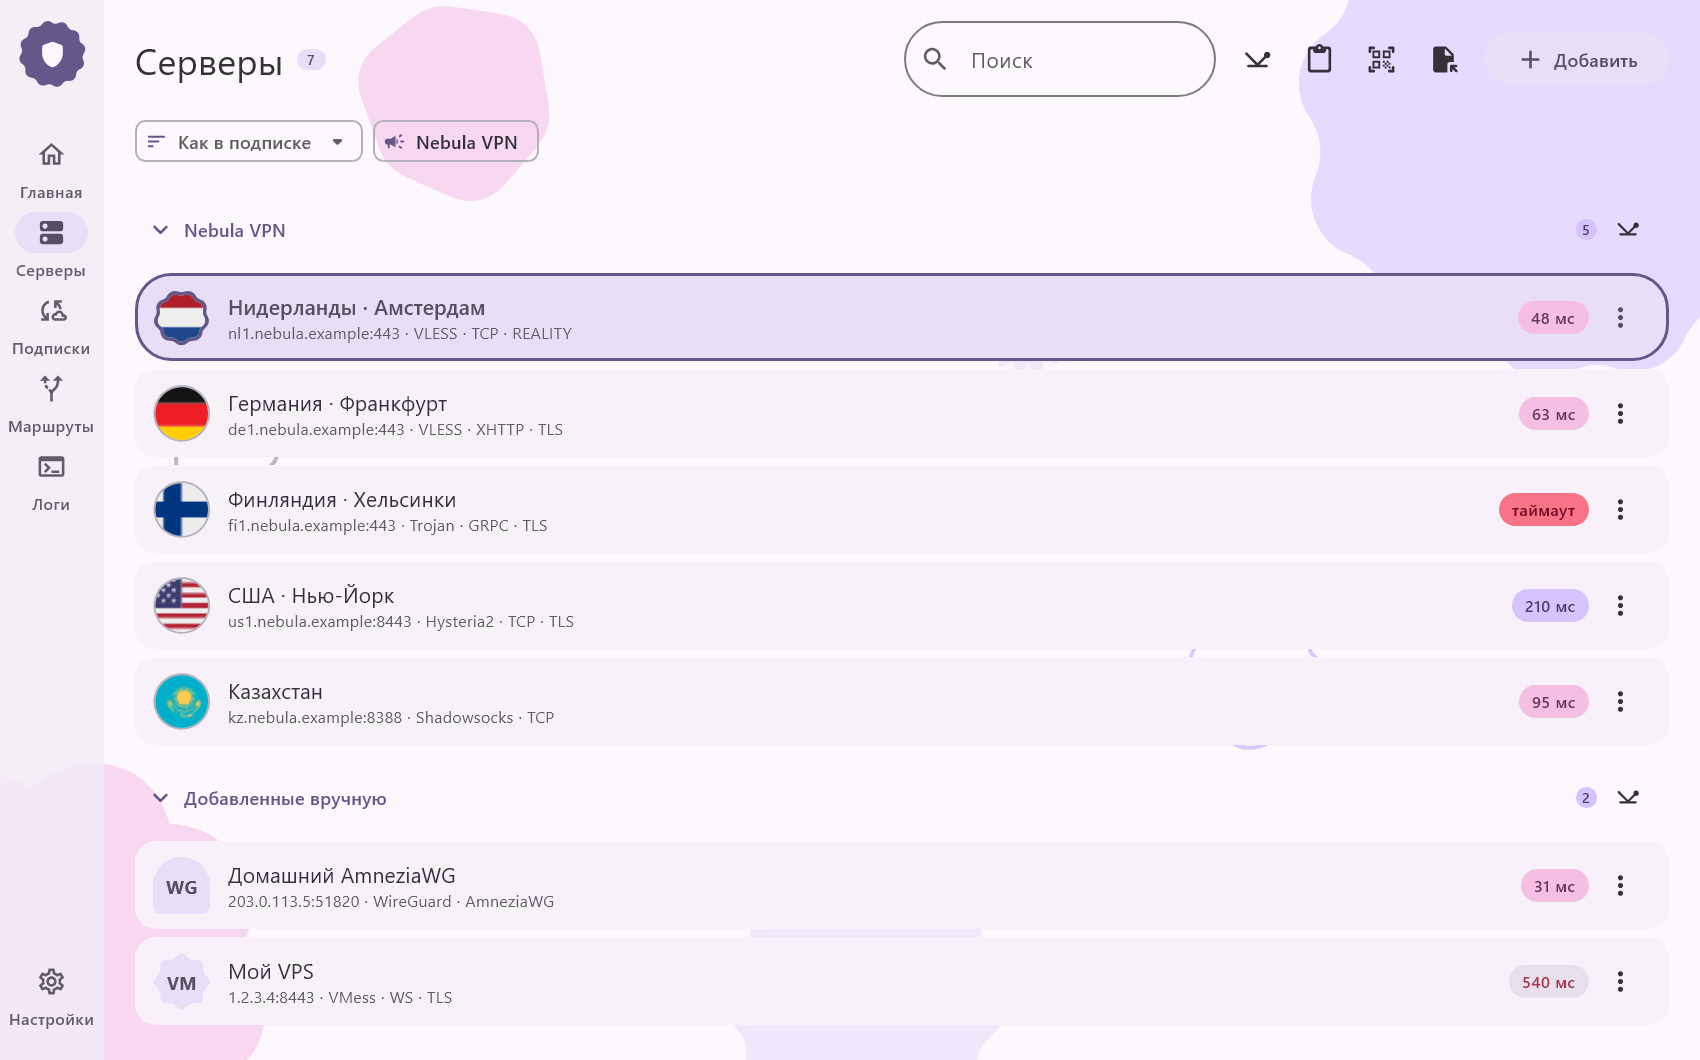 Серверы 7
Поиск
Добавить
Как в подписке
Nebula VPN
Главная
Серверы
Подписки
Маршруты
Логи
Настройки
Nebula VPN 5
Нидерланды · Амстердам
nl1.nebula.example:443 · VLESS · TCP · REALITY
48 мс
Германия · Франкфурт
de1.nebula.example:443 · VLESS · XHTTP · TLS
63 мс
Финляндия · Хельсинки
fi1.nebula.example:443 · Trojan · GRPC · TLS
таймаут
США · Нью-Йорк
us1.nebula.example:8443 · Hysteria2 · TCP · TLS
210 мс
Казахстан
kz.nebula.example:8388 · Shadowsocks · TCP
95 мс
Добавленные вручную 2
WG
Домашний AmneziaWG
203.0.113.5:51820 · WireGuard · AmneziaWG
31 мс
VM
Мой VPS
1.2.3.4:8443 · VMess · WS · TLS
540 мс